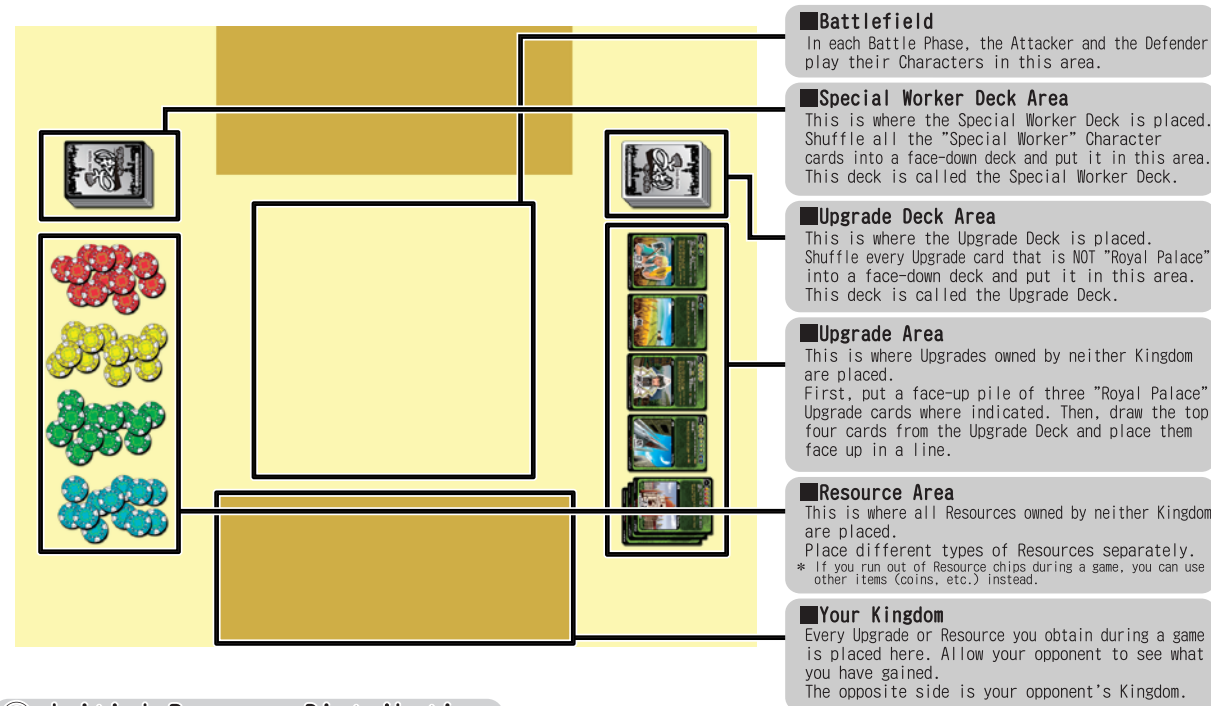 ■Battlefield
In each Battle Phase, the Attacker and the Defender
play their Characters in this area.
■Special Worker Deck Area
This is where the Special Worker Deck is placed.
Shuffle all the "Special Worker" Character
cards into a face-down deck and put it in this area.
This deck is called the Special Worker Deck.
■Upgrade Deck Area
This is where the Upgrade Deck is placed.
Shuffle every Upgrade card that is NOT "Royal Palace"
into a face-down deck and put it in this area.
This deck is called the Upgrade Deck.
■Upgrade Area
This is where Upgrades owned by neither Kingdom
are placed.
First, put a face-up pile of three "Royal Palace"
Upgrade cards where indicated. Then, draw the top
four cards from the Upgrade Deck and place them
face up in a line.
■Resource Area
This is where all Resources owned by neither Kingdom
are placed.
Place different types of Resources separately.
* If you run out of Resource chips during a game, you can use
other items (coins, etc.) instead.
■Your Kingdom
Every Upgrade or Resource you obtain during a game
is placed here. Allow your opponent to see what
you have gained.
The opposite side is your opponent's Kingdom.